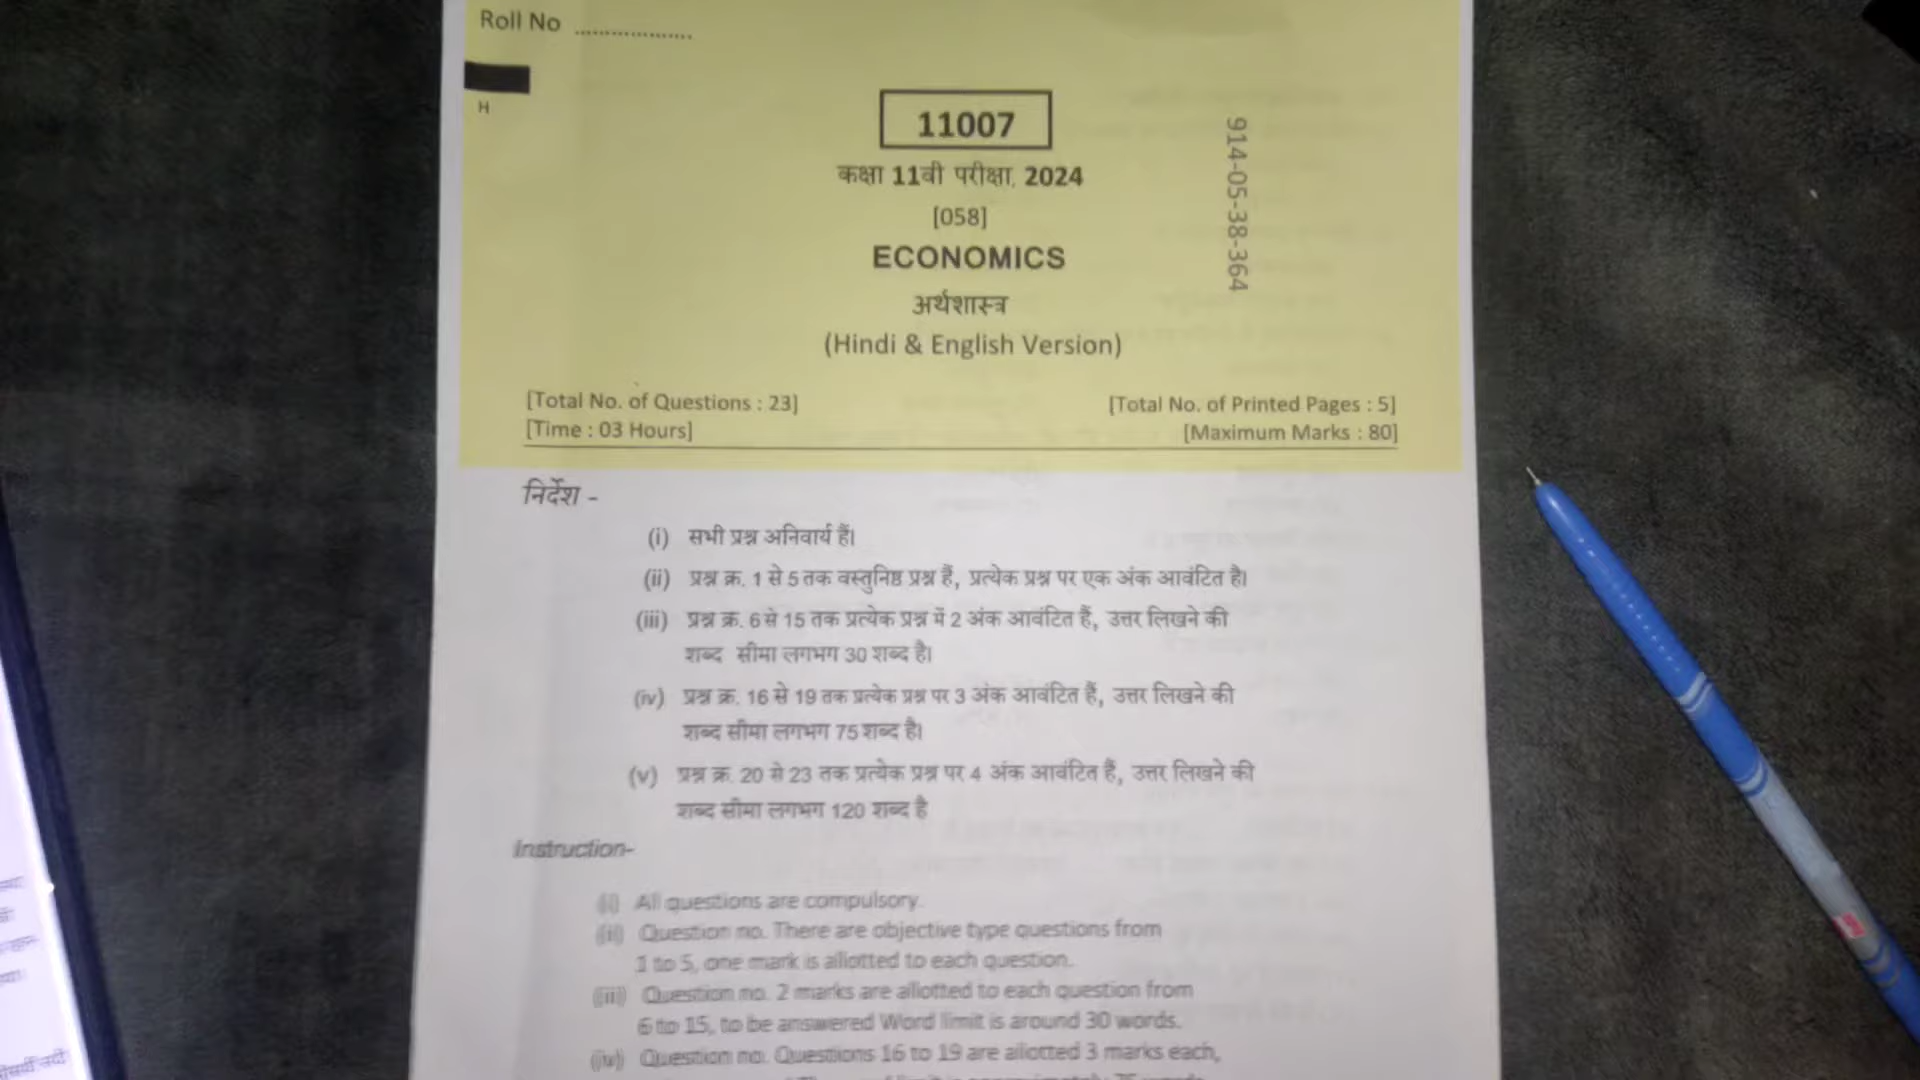 Roll No ..................
H
11007
914-05-38-364
कक्षा 11वी परीक्षा, 2024
[058]
ECONOMICS
अर्थशास्त्र
(Hindi & English Version)
[Total No. of Questions : 23]
[Total No. of Printed Pages : 5]
[Time : 03 Hours]
[Maximum Marks : 80]
निर्देश -
(i) सभी प्रश्न अनिवार्य हैं।
(ii) प्रश्न क्र. 1 से 5 तक वस्तुनिष्ठ प्रश्न हैं, प्रत्येक प्रश्न पर एक अंक आवंटित है।
(iii) प्रश्न क्र. 6 से 15 तक प्रत्येक प्रश्न में 2 अंक आवंटित हैं, उत्तर लिखने की
शब्द सीमा लगभग 30 शब्द है।
(iv) प्रश्न क्र. 16 से 19 तक प्रत्येक प्रश्न पर 3 अंक आवंटित हैं, उत्तर लिखने की
शब्द सीमा लगभग 75 शब्द है।
(v) प्रश्न क्र. 20 से 23 तक प्रत्येक प्रश्न पर 4 अंक आवंटित हैं, उत्तर लिखने की
शब्द सीमा लगभग 120 शब्द है
Instruction-
(i) All questions are compulsory.
(ii) Question no. There are objective type questions from
1 to 5, one mark is allotted to each question.
(iii) Question no. 2 marks are allotted to each question from
6 to 15, to be answered Word limit is around 30 words.
(iv) Question no. Questions 16 to 19 are allotted 3 marks each,